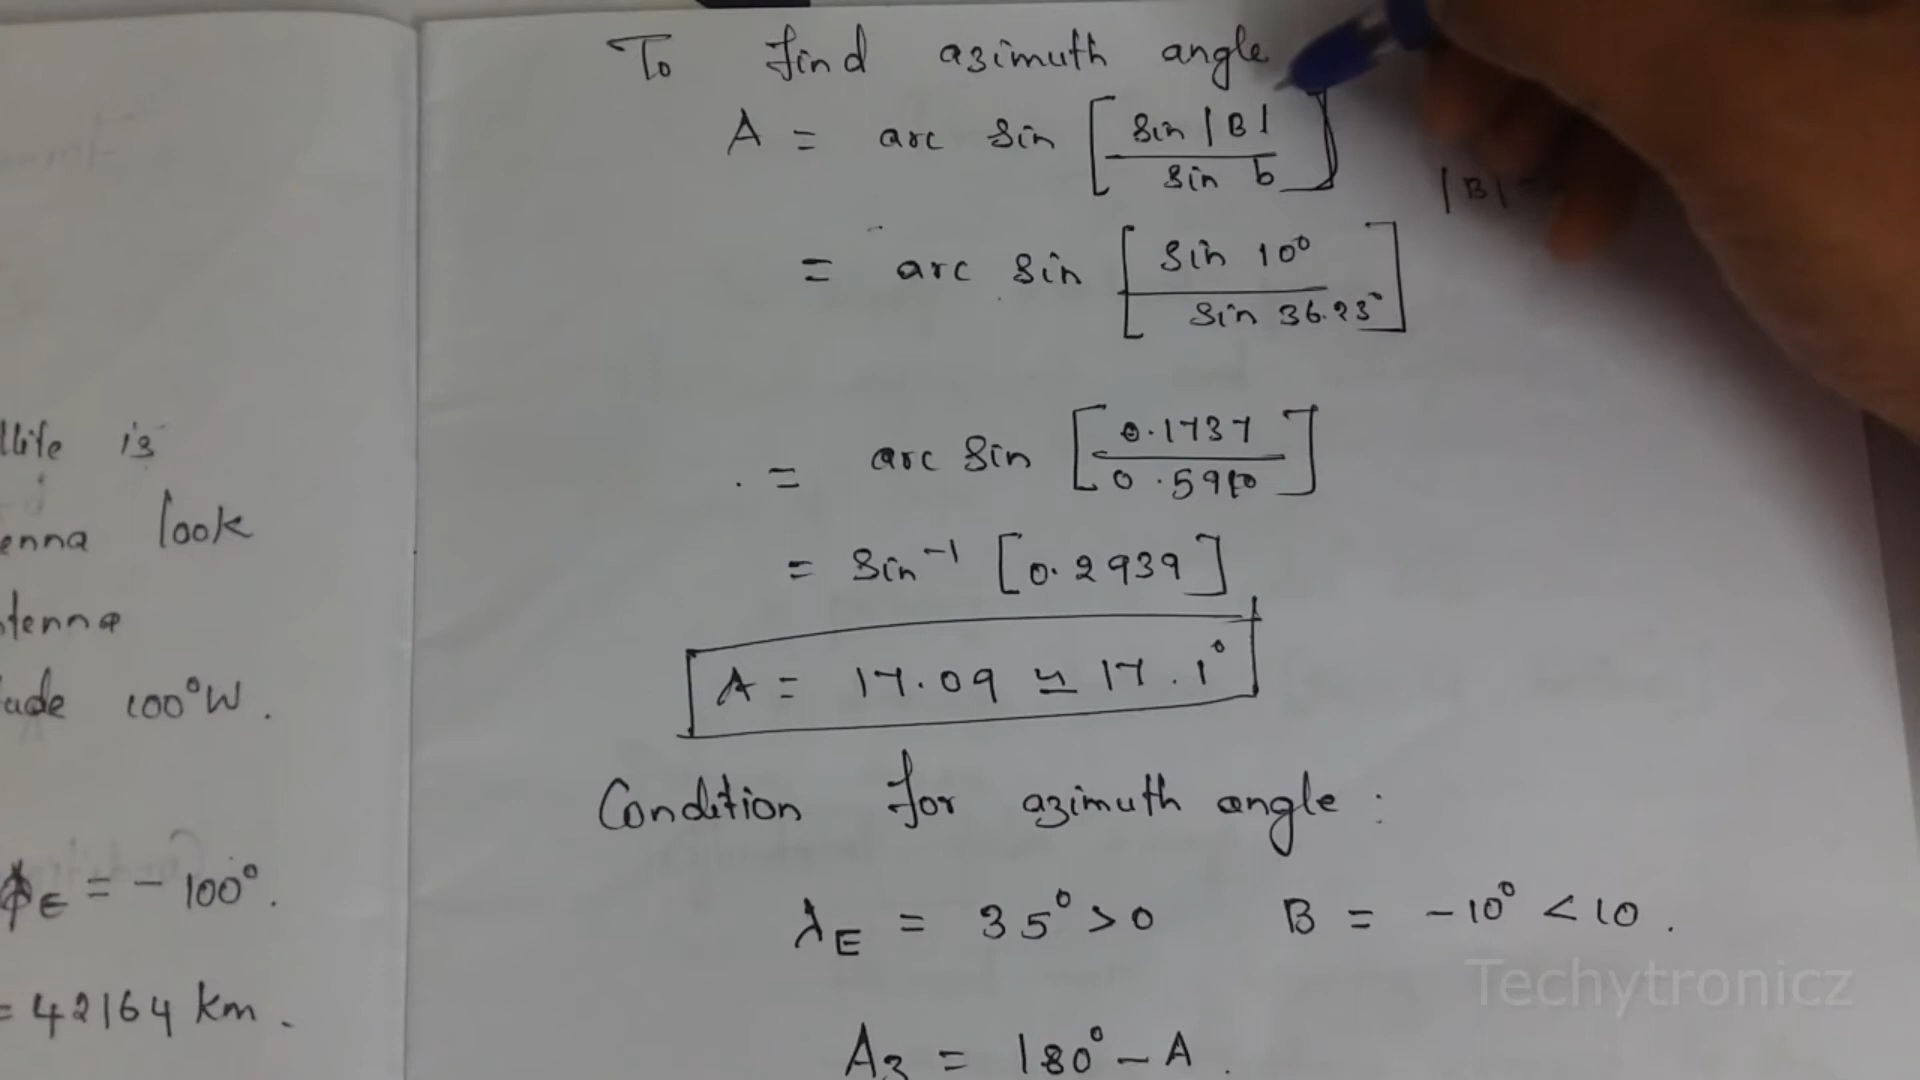 llite is
enna look
tenna
ude 100°W.
ϕE = - 100°.
= 42164 km.
To find azimuth angle
A = arc sin [ sin |B| / sin b ]
|B|
= arc sin [ sin 10° / sin 36.23° ]
= arc sin [ 0.1737 / 0.5910 ]
= Sin⁻¹ [0.2939]
A = 17.09 ≃ 17.1°
Condition for azimuth angle :
λE = 35° > 0 B = -10° < 10.
Az = 180° - A.
Techytronicz